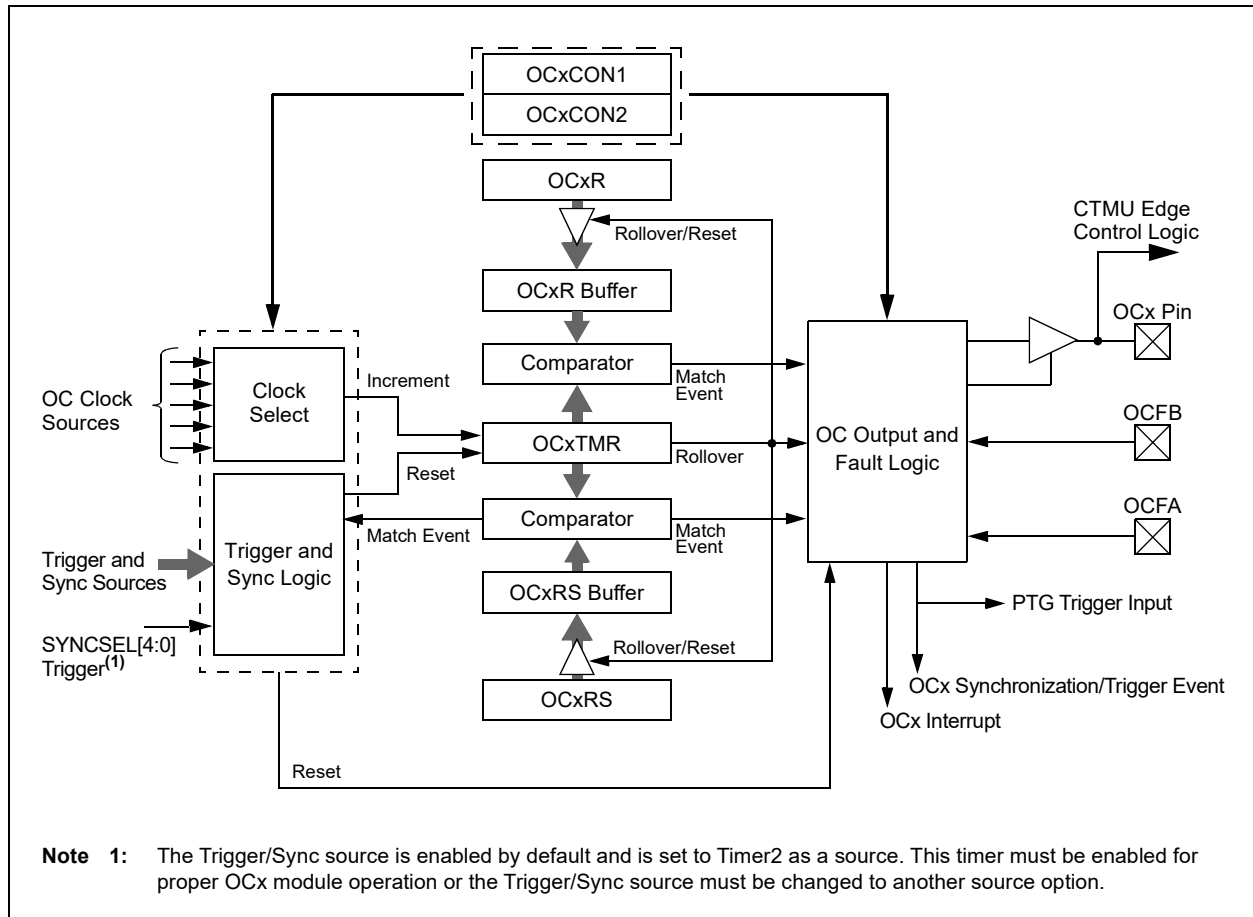 OCxCON1
OCxCON2
OCxR
Rollover/Reset
CTMU Edge
Control Logic
OCxR Buffer
OCx Pin
Comparator
Match
Event
Increment
Clock
Select
OC Clock
Sources
OCxTMR
Rollover
OC Output and
Fault Logic
OCFB
Reset
Comparator
Match Event
Match
Event
OCFA
Trigger and
Sync Logic
Trigger and
Sync Sources
OCxRS Buffer
PTG Trigger Input
SYNCSEL[4:0]
Trigger(1)
Rollover/Reset
OCxRS
OCx Synchronization/Trigger Event
OCx Interrupt
Reset
Note 1: The Trigger/Sync source is enabled by default and is set to Timer2 as a source. This timer must be enabled for
proper OCx module operation or the Trigger/Sync source must be changed to another source option.